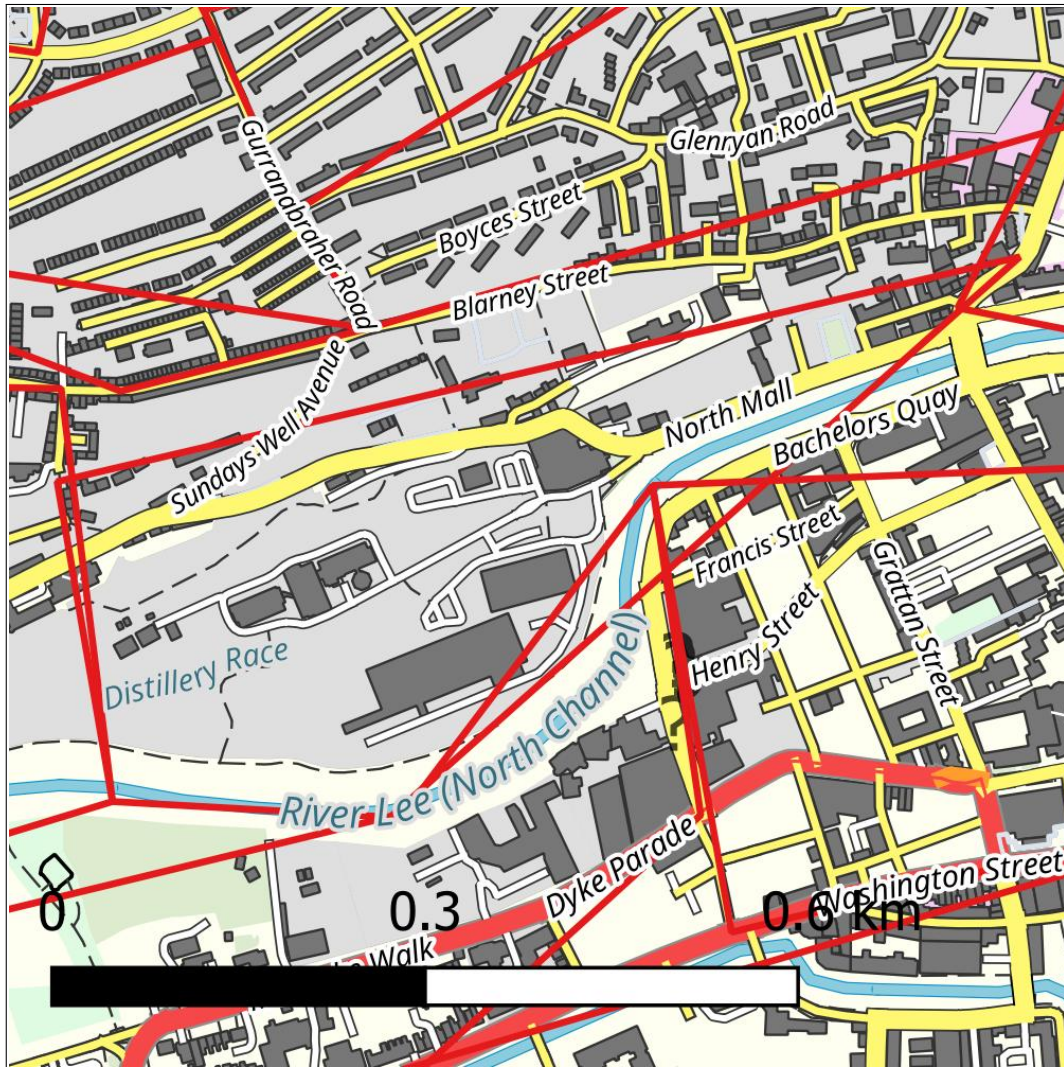 Glenryan Road
Gurranabraher Road
Boyces Street
Blarney Street
Sundays Well Avenue
North Mall
Bachelors Quay
Francis Street
Grattan Street
Henry Street
Distillery Race
River Lee (North Channel)
Dyke Parade
Washington Street
0 0.3 0.6 km
Walk